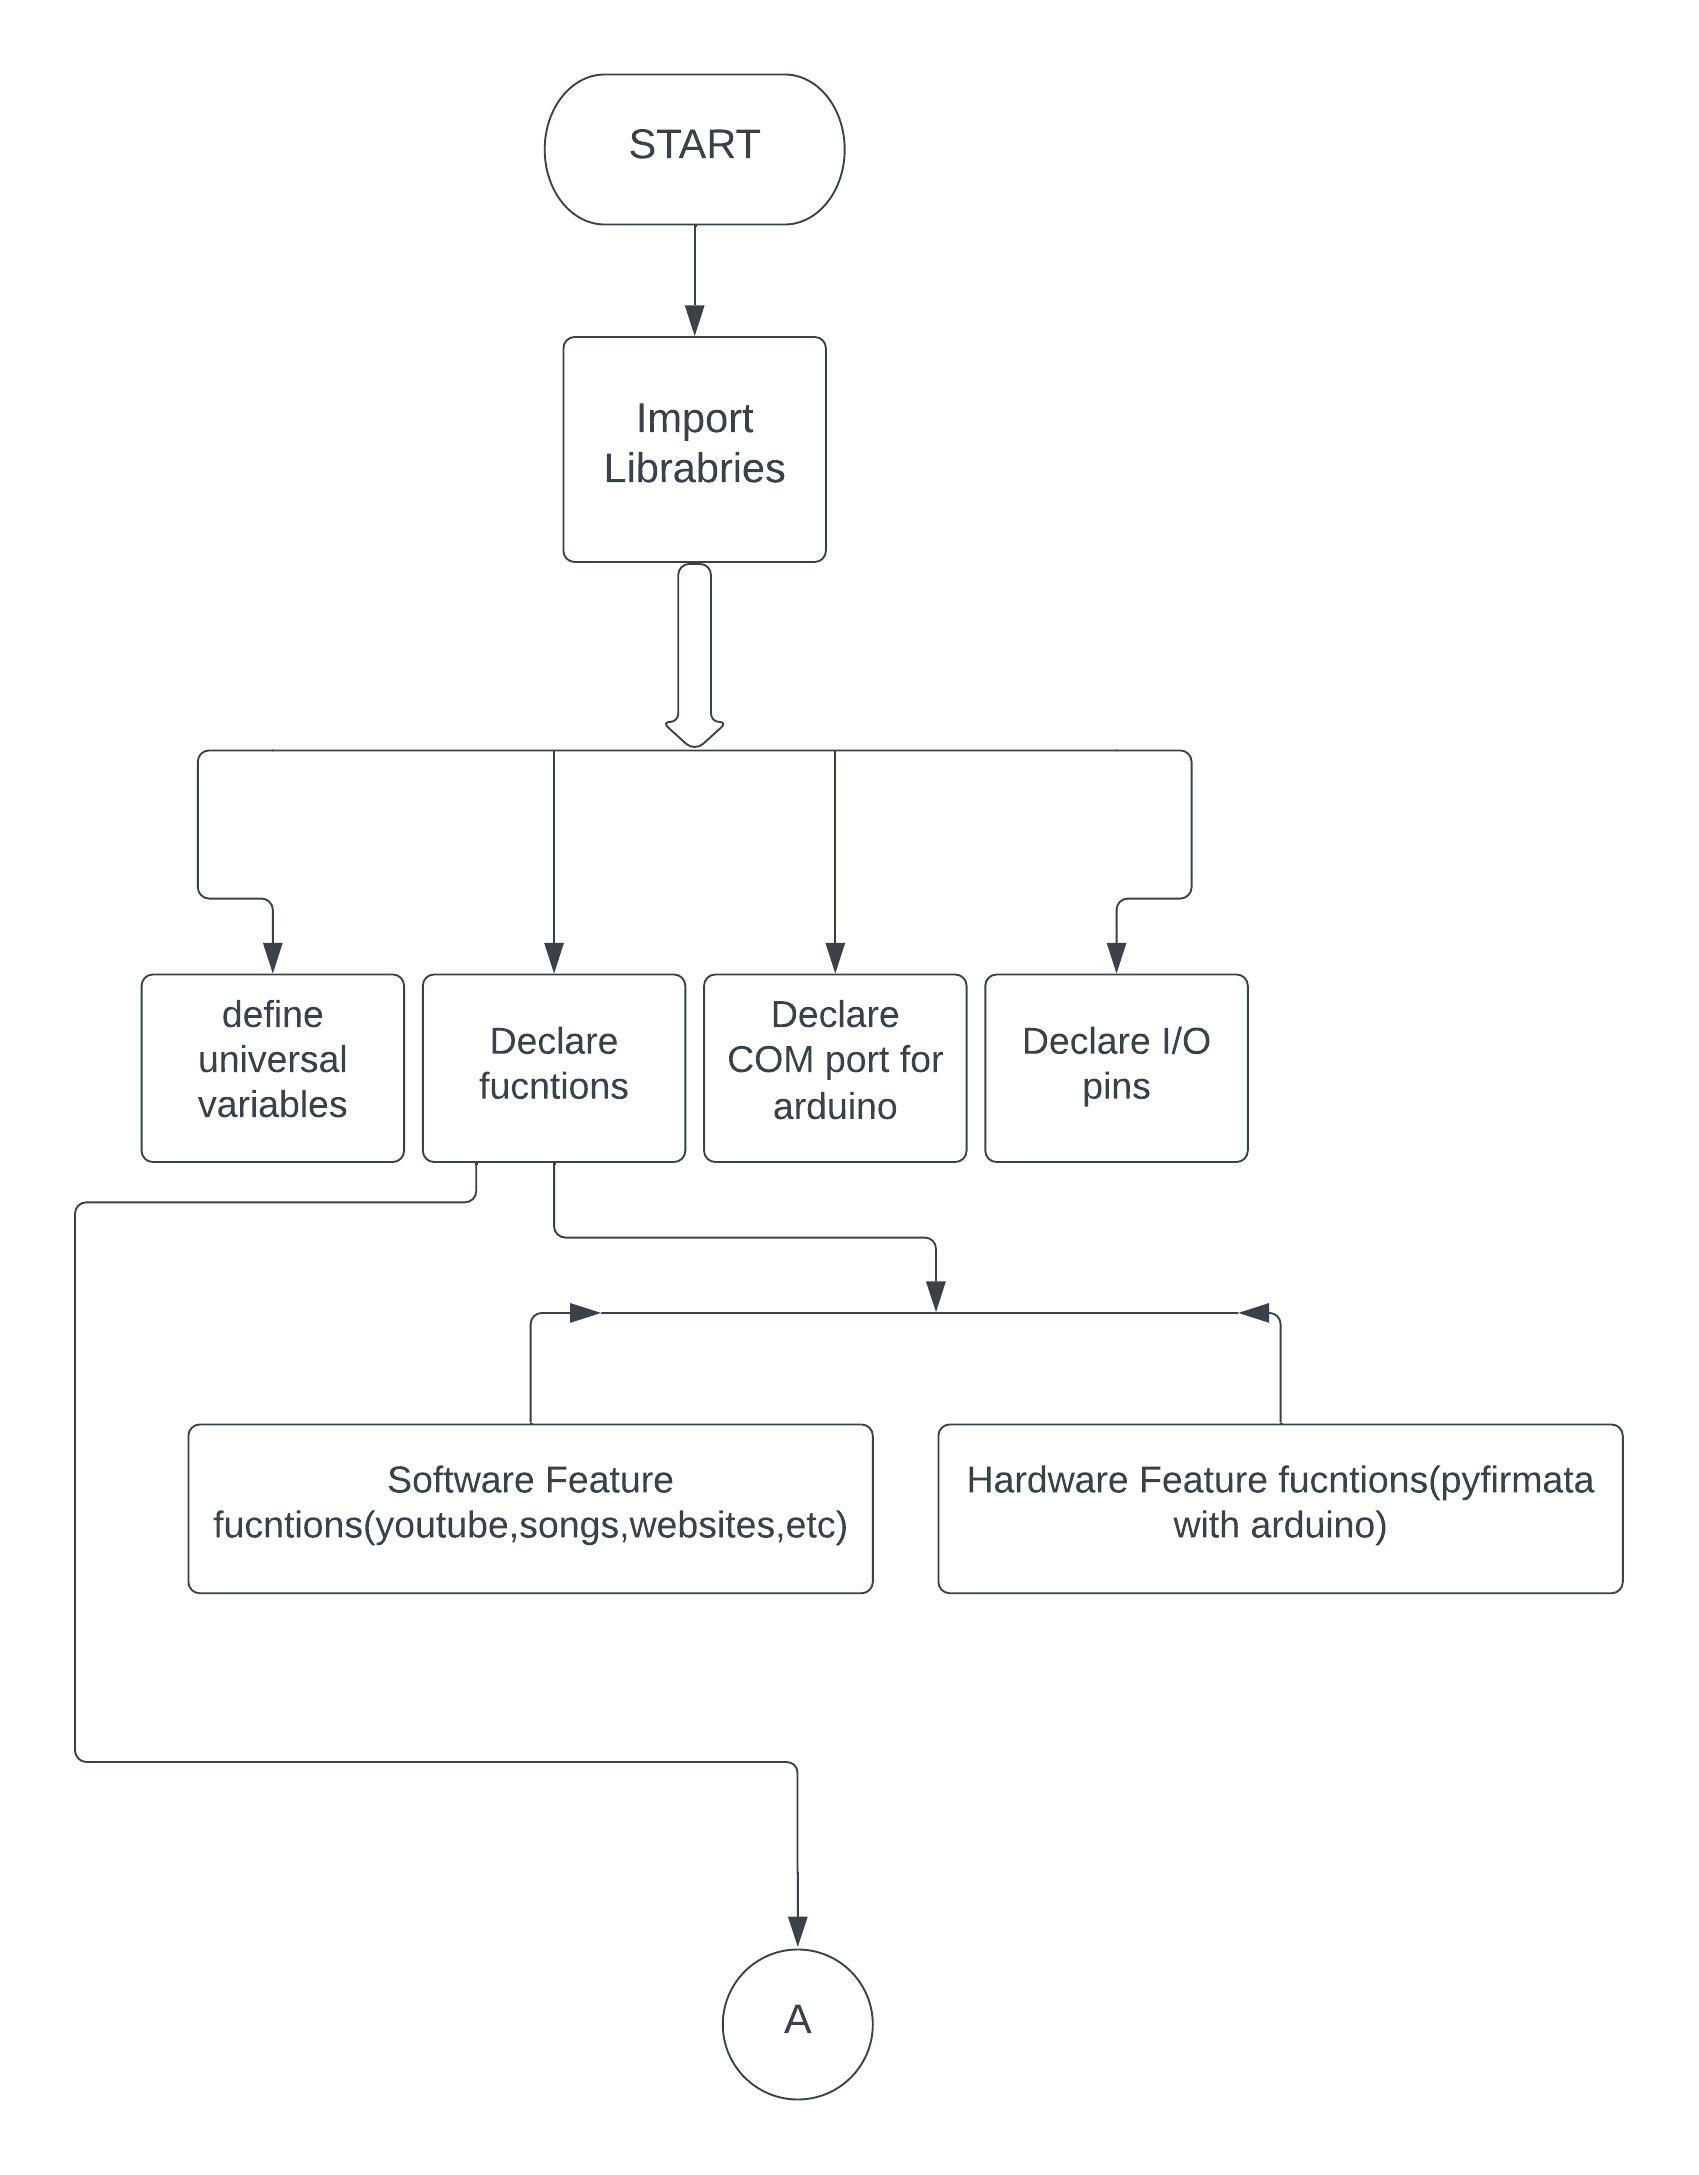 START
Import
Librabries
define
universal
variables
Declare
fucntions
Declare
COM port for
arduino
Declare I/O
pins
Software Feature
fucntions(youtube,songs,websites,etc)
Hardware Feature fucntions(pyfirmata
with arduino)
A